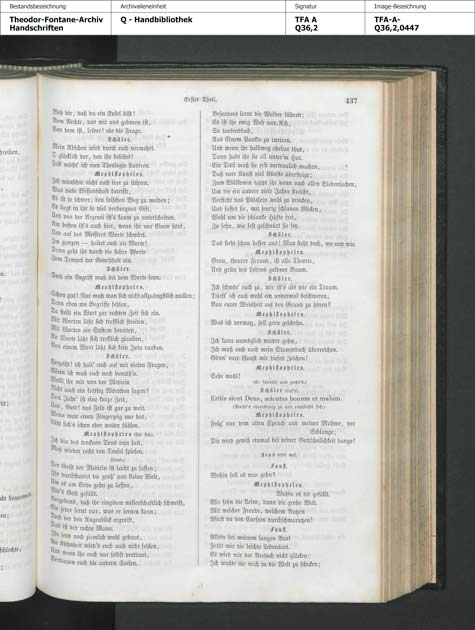 Bestandsbezeichnung
Theodor-Fontane-Archiv
Handschriften
Archivalieneinheit
Q - Handbibliothek
Signatur
TFA A
Q36,2
Image-Bezeichnung
TFA-A-
Q36,2,0447
Erster Theil.
437
Weh dir, daß du ein Enkel bist!
Vom Rechte, das mit uns geboren ist,
Von dem ist, leider! nie die Frage.
Schüler.
Mein Abscheu wird durch euch vermehrt.
O glücklich der, den ihr belehrt!
Fast möcht' ich nun Theologie studiren.
Mephistopheles.
Ich wünschte nicht euch irre zu führen.
Was diese Wissenschaft betrifft,
Es ist so schwer, den falschen Weg zu meiden;
Es liegt in ihr so viel verborgnes Gift,
Und von der Arznei ist's kaum zu unterscheiden.
Am besten ist's auch hier, wenn ihr nur Einen hört,
Und auf des Meisters Worte schwört.
Im ganzen — haltet euch an Worte!
Dann geht ihr durch die sichre Pforte
Zum Tempel der Gewissheit ein.
Schüler.
Doch ein Begriff muß bei dem Worte seyn.
Mephistopheles.
Schon gut! Nur muß man sich nicht allzuängstlich quälen;
Denn eben wo Begriffe fehlen,
Da stellt ein Wort zur rechten Zeit sich ein.
Mit Worten läßt sich trefflich streiten,
Mit Worten ein System bereiten,
An Worte läßt sich trefflich glauben,
Von einem Wort läßt sich kein Jota rauben.
Schüler.
Verzeiht! ich halt' euch auf mit vielen Fragen,
Allein ich muß euch noch bemüh'n.
Wollt ihr mir von der Medicin
Nicht auch ein kräftig Wörtchen sagen?
Drei Jahr' ist eine kurze Zeit,
Und, Gott! das Feld ist gar zu weit.
Wenn man einen Fingerzeig nur hat,
Läßt sich's schon eher weiter fühlen.
Mephistopheles (für sich).
Ich bin des trocknen Tons nun satt,
Muß wieder recht den Teufel spielen.
(Laut.)
Der Geist der Medicin ist leicht zu fassen;
Ihr durchstudirt die groß' und kleine Welt,
Um es am Ende gehn zu lassen,
Wie's Gott gefällt.
Vergebens, daß ihr ringsum wissenschaftlich schweift,
Ein jeder lernt nur, was er lernen kann;
Doch der den Augenblick ergreift,
Das ist der rechte Mann.
Ihr seyd noch ziemlich wohl gebaut,
An Kühnheit wird's euch auch nicht fehlen,
Und wenn ihr euch nur selbst vertraut,
Vertrauen euch die andern Seelen.
Besonders lernt die Weiber führen;
Es ist ihr ewig Weh und Ach,
So tausendfach,
Aus Einem Punkte zu curiren.
Und wenn ihr halbweg ehrbar thut,
Dann habt ihr sie all unter'm Hut.
Ein Titel muß sie erst vertraulich machen,
Daß eure Kunst viel Künste übersteigt;
Zum Willkomm tappt ihr dann nach allen Siebensachen,
Um die ein andrer viele Jahre streicht,
Versteht das Pülslein wohl zu drücken,
Und fasset sie, mit feurig schlauen Blicken,
Wohl um die schlanke Hüfte frei,
Zu sehn, wie fest geschnürt sie sei.
Schüler.
Das sieht schon besser aus! Man sieht doch, wo und wie.
Mephistopheles.
Grau, theurer Freund, ist alle Theorie,
Und grün des Lebens goldner Baum.
Schüler.
Ich schwör' euch zu, mir ist's als wie ein Traum.
Dürft' ich euch wohl ein andermal beschweren,
Von eurer Weisheit auf den Grund zu hören?
Mephistopheles.
Was ich vermag, soll gern geschehn.
Schüler.
Ich kann unmöglich wieder gehn,
Ich muß euch noch mein Stammbuch überreichen.
Gönn' eure Gunst mir dieses Zeichen!
Mephistopheles.
Sehr wohl!
(Er schreibt und giebt's.)
Schüler (liest).
Eritis sicut Deus, scientes bonum et malum.
(Macht's ehrerbietig zu und empfiehlt sich.)
Mephistopheles.
Folg' nur dem alten Spruch und meiner Muhme, der
Schlange;
Dir wird gewiß einmal bei deiner Gottähnlichkeit bange!
Faust tritt auf.
Faust.
Wohin soll es nun gehn?
Mephistopheles.
Wohin es dir gefällt.
Wir sehn die kleine, dann die große Welt.
Mit welcher Freude, welchem Nutzen
Wirst du den Cursum durchschmarutzen!
Faust.
Allein bei meinem langen Bart
Fehlt mir die leichte Lebensart.
Es wird mir der Versuch nicht glücken:
Ich wußte nie mich in die Welt zu schicken;